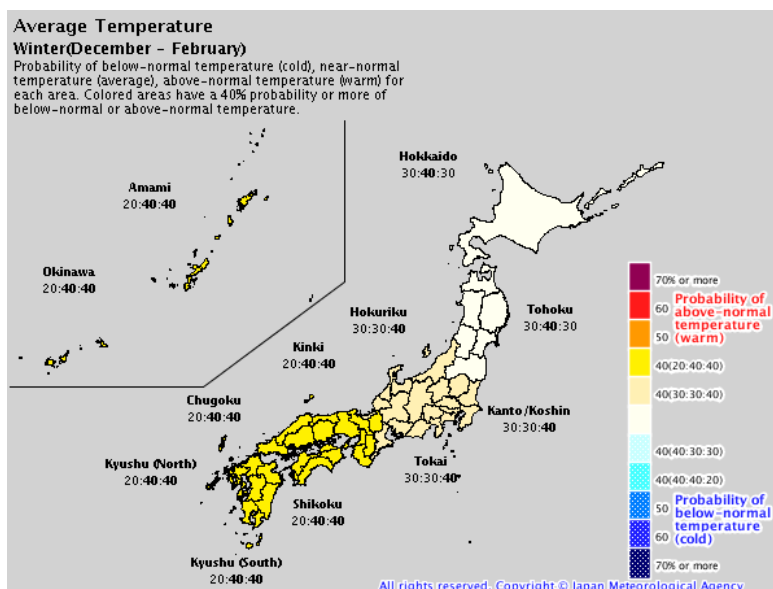 Average Temperature
Winter(December - February)
Probability of below-normal temperature (cold), near-normal
temperature (average), above-normal temperature (warm) for
each area. Colored areas have a 40% probability or more of
below-normal or above-normal temperature.
Hokkaido
30:40:30
Amami
20:40:40
Okinawa
20:40:40
Hokuriku
30:30:40
Tohoku
30:40:30
Kinki
20:40:40
Chugoku
20:40:40
Kanto/Koshin
30:30:40
Kyushu (North)
20:40:40
Tokai
30:30:40
Shikoku
20:40:40
Kyushu (South)
20:40:40
70% or more
60
Probability of
above-normal
temperature
(warm)
50
40(20:40:40)
40(30:30:40)
40(40:30:30)
40(40:40:20)
50
Probability of
below-normal
temperature
(cold)
60
70% or more
All rights reserved. Copyright © Japan Meteorological Agency